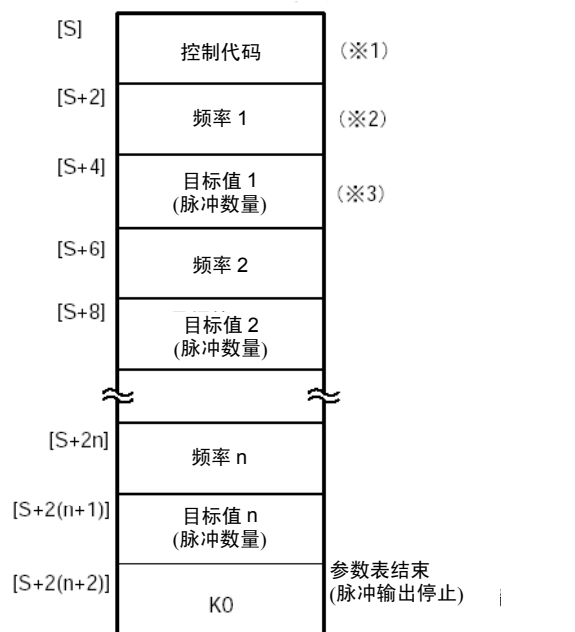 [S]
控制代码
(※1)
[S+2]
频率 1
(※2)
[S+4]
目标值 1
(脉冲数量)
(※3)
[S+6]
频率 2
[S+8]
目标值 2
(脉冲数量)
[S+2n]
频率 n
[S+2(n+1)]
目标值 n
(脉冲数量)
[S+2(n+2)]
K0
参数表结束
(脉冲输出停止)